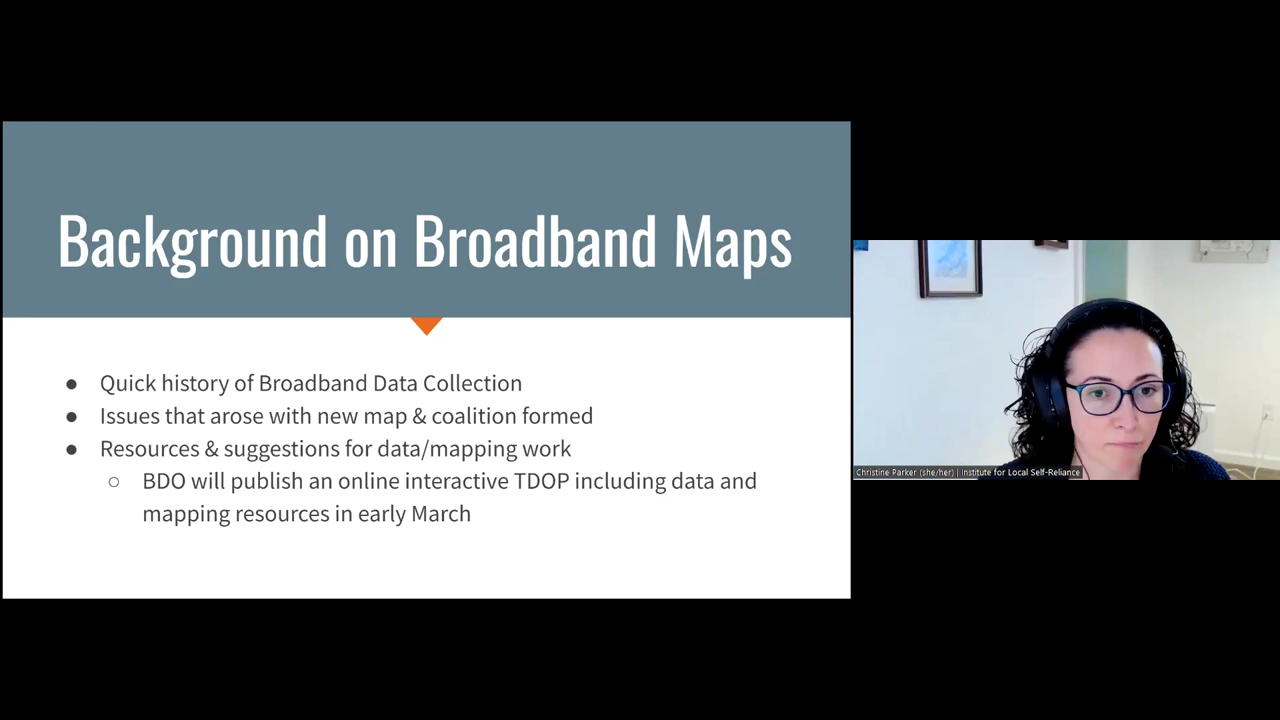 Background on Broadband Maps
● Quick history of Broadband Data Collection
● Issues that arose with new map & coalition formed
● Resources & suggestions for data/mapping work
○ BDO will publish an online interactive TDOP including data and
mapping resources in early March
Christine Parker (she/her) | Institute for Local Self-Reliance